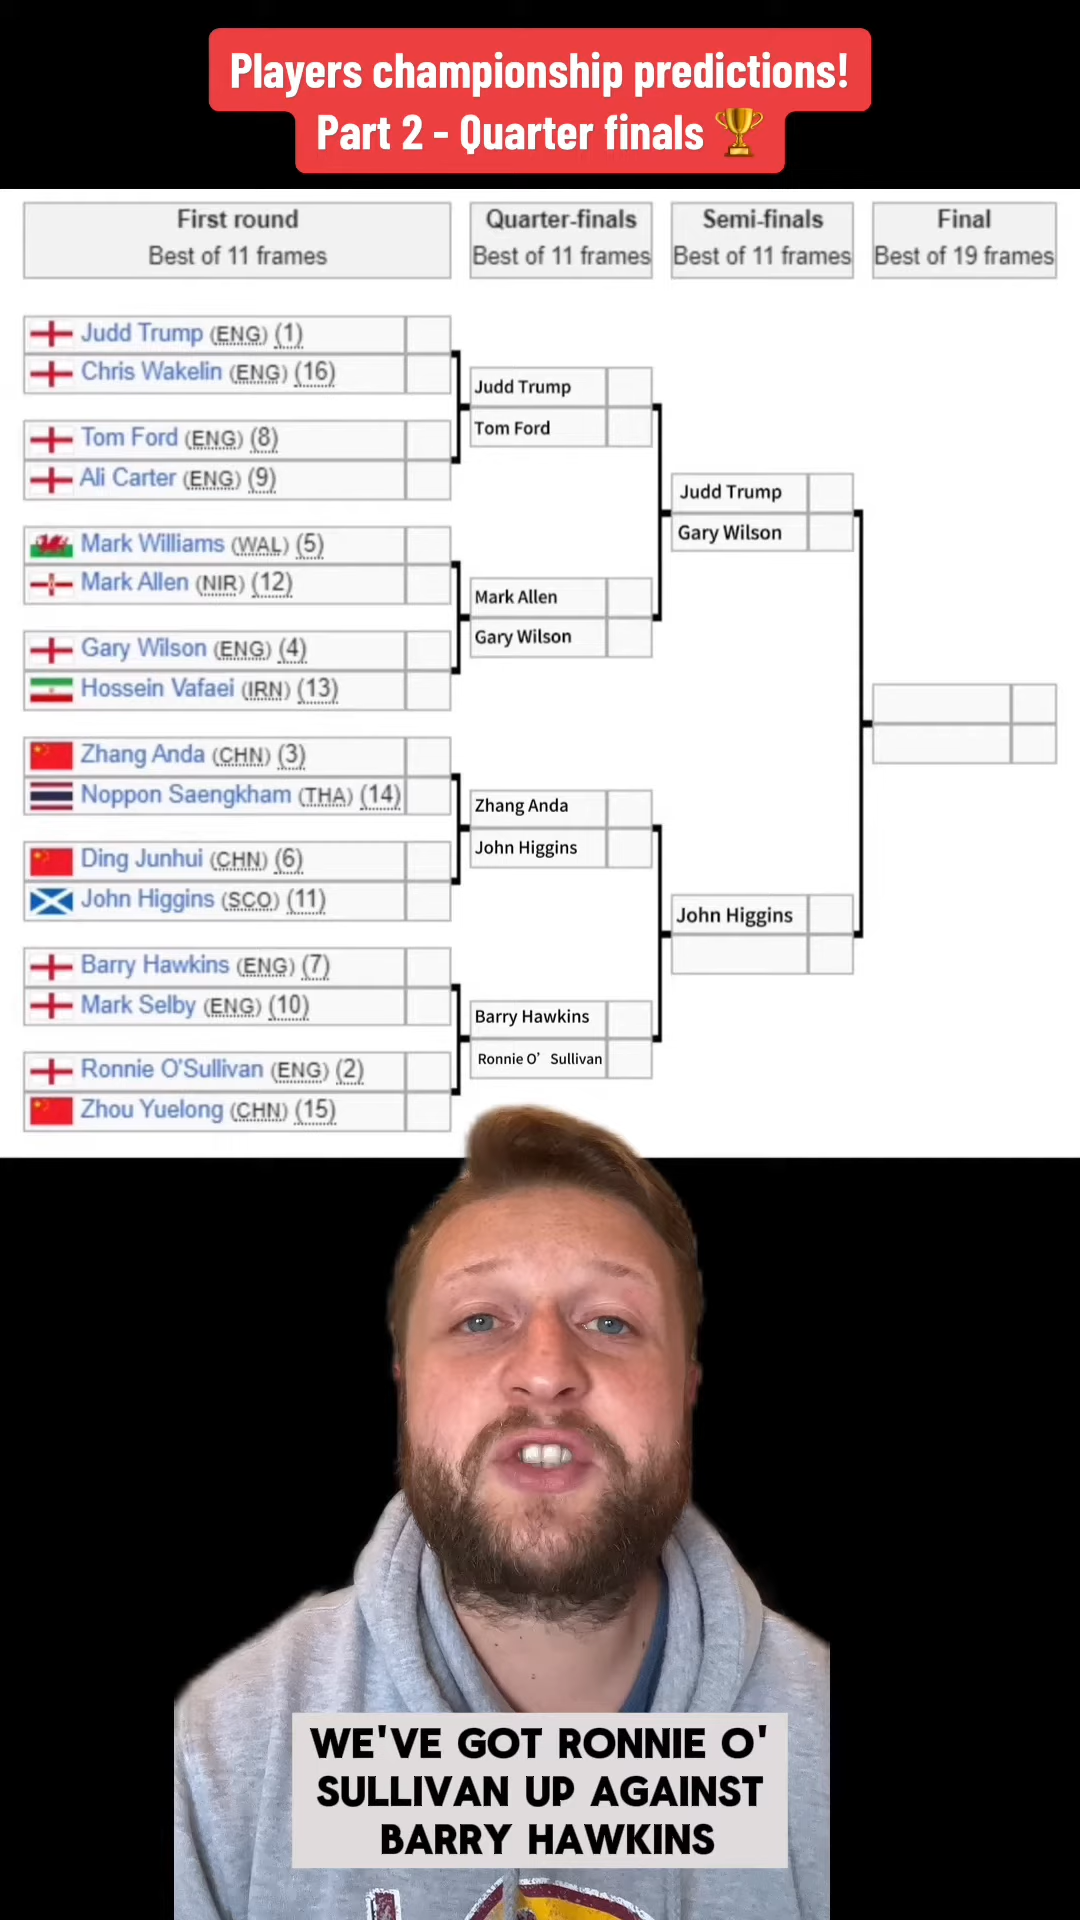 Players championship predictions!
Part 2 - Quarter finals 🏆
First round
Best of 11 frames
Quarter-finals
Best of 11 frames
Semi-finals
Best of 11 frames
Final
Best of 19 frames
Judd Trump (ENG) (1)
Chris Wakelin (ENG) (16)
Tom Ford (ENG) (8)
Ali Carter (ENG) (9)
Mark Williams (WAL) (5)
Mark Allen (NIR) (12)
Gary Wilson (ENG) (4)
Hossein Vafaei (IRN) (13)
Zhang Anda (CHN) (3)
Noppon Saengkham (THA) (14)
Ding Junhui (CHN) (6)
John Higgins (SCO) (11)
Barry Hawkins (ENG) (7)
Mark Selby (ENG) (10)
Ronnie O'Sullivan (ENG) (2)
Zhou Yuelong (CHN) (15)
Judd Trump
Tom Ford
Mark Allen
Gary Wilson
Zhang Anda
John Higgins
Barry Hawkins
Ronnie O’ Sullivan
Judd Trump
Gary Wilson
John Higgins
WE'VE GOT RONNIE O'
SULLIVAN UP AGAINST
BARRY HAWKINS